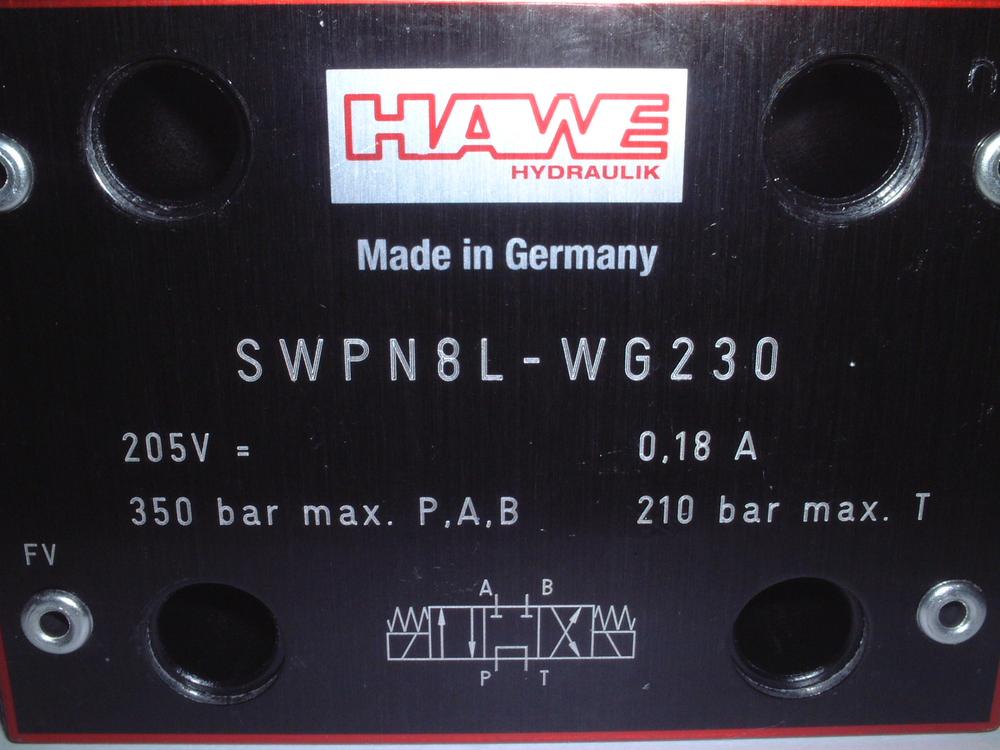 HAWE
HYDRAULIK
Made in Germany
SWPN8L-WG230
205V = 0,18 A
350 bar max. P,A,B 210 bar max. T
FV
A B
P T